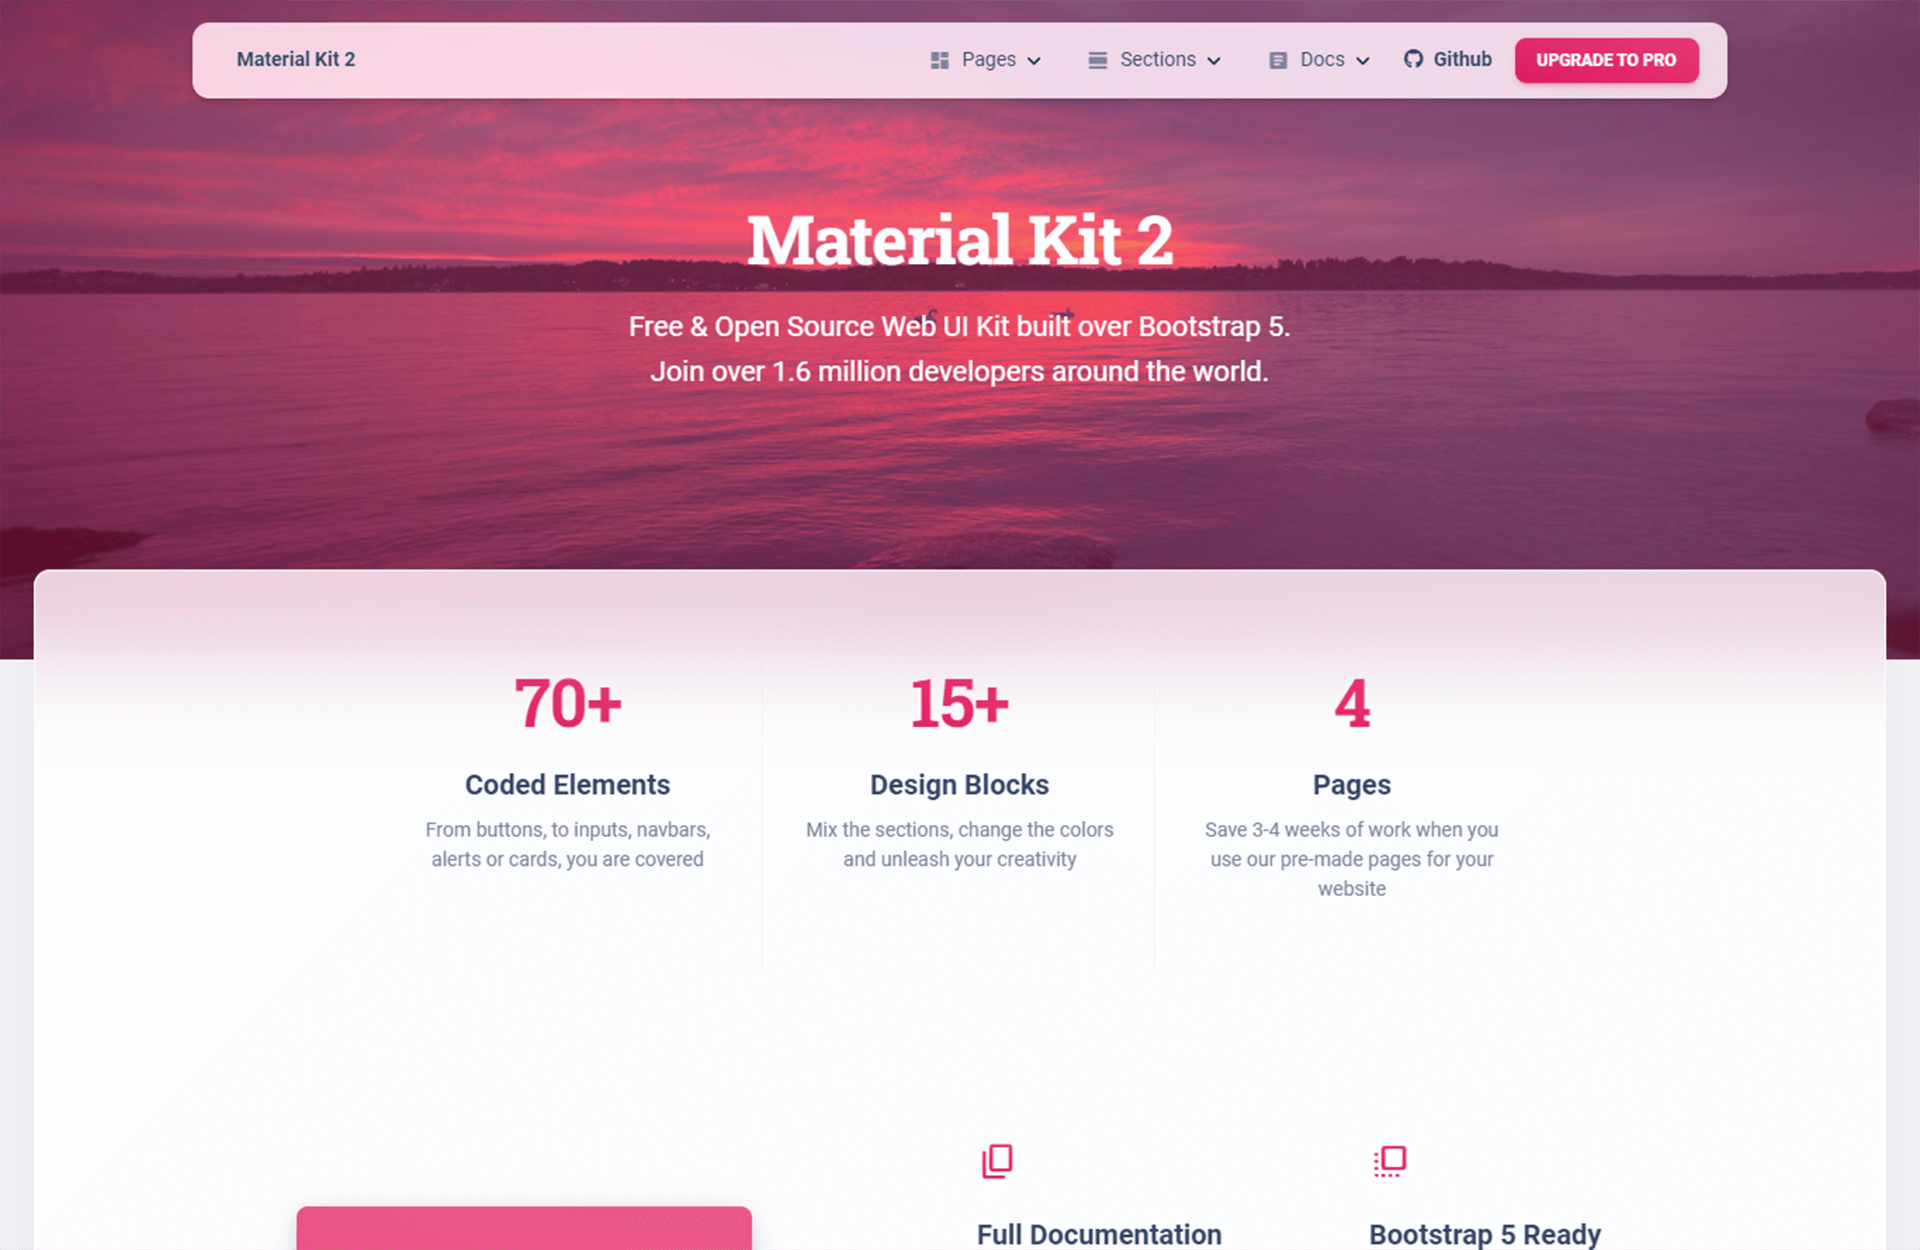 Material Kit 2
Pages
Sections
Docs
Github
UPGRADE TO PRO
Material Kit 2
Free & Open Source Web UI Kit built over Bootstrap 5.
Join over 1.6 million developers around the world.
70+
Coded Elements
From buttons, to inputs, navbars,
alerts or cards, you are covered
15+
Design Blocks
Mix the sections, change the colors
and unleash your creativity
4
Pages
Save 3-4 weeks of work when you
use our pre-made pages for your
website
Full Documentation
Bootstrap 5 Ready